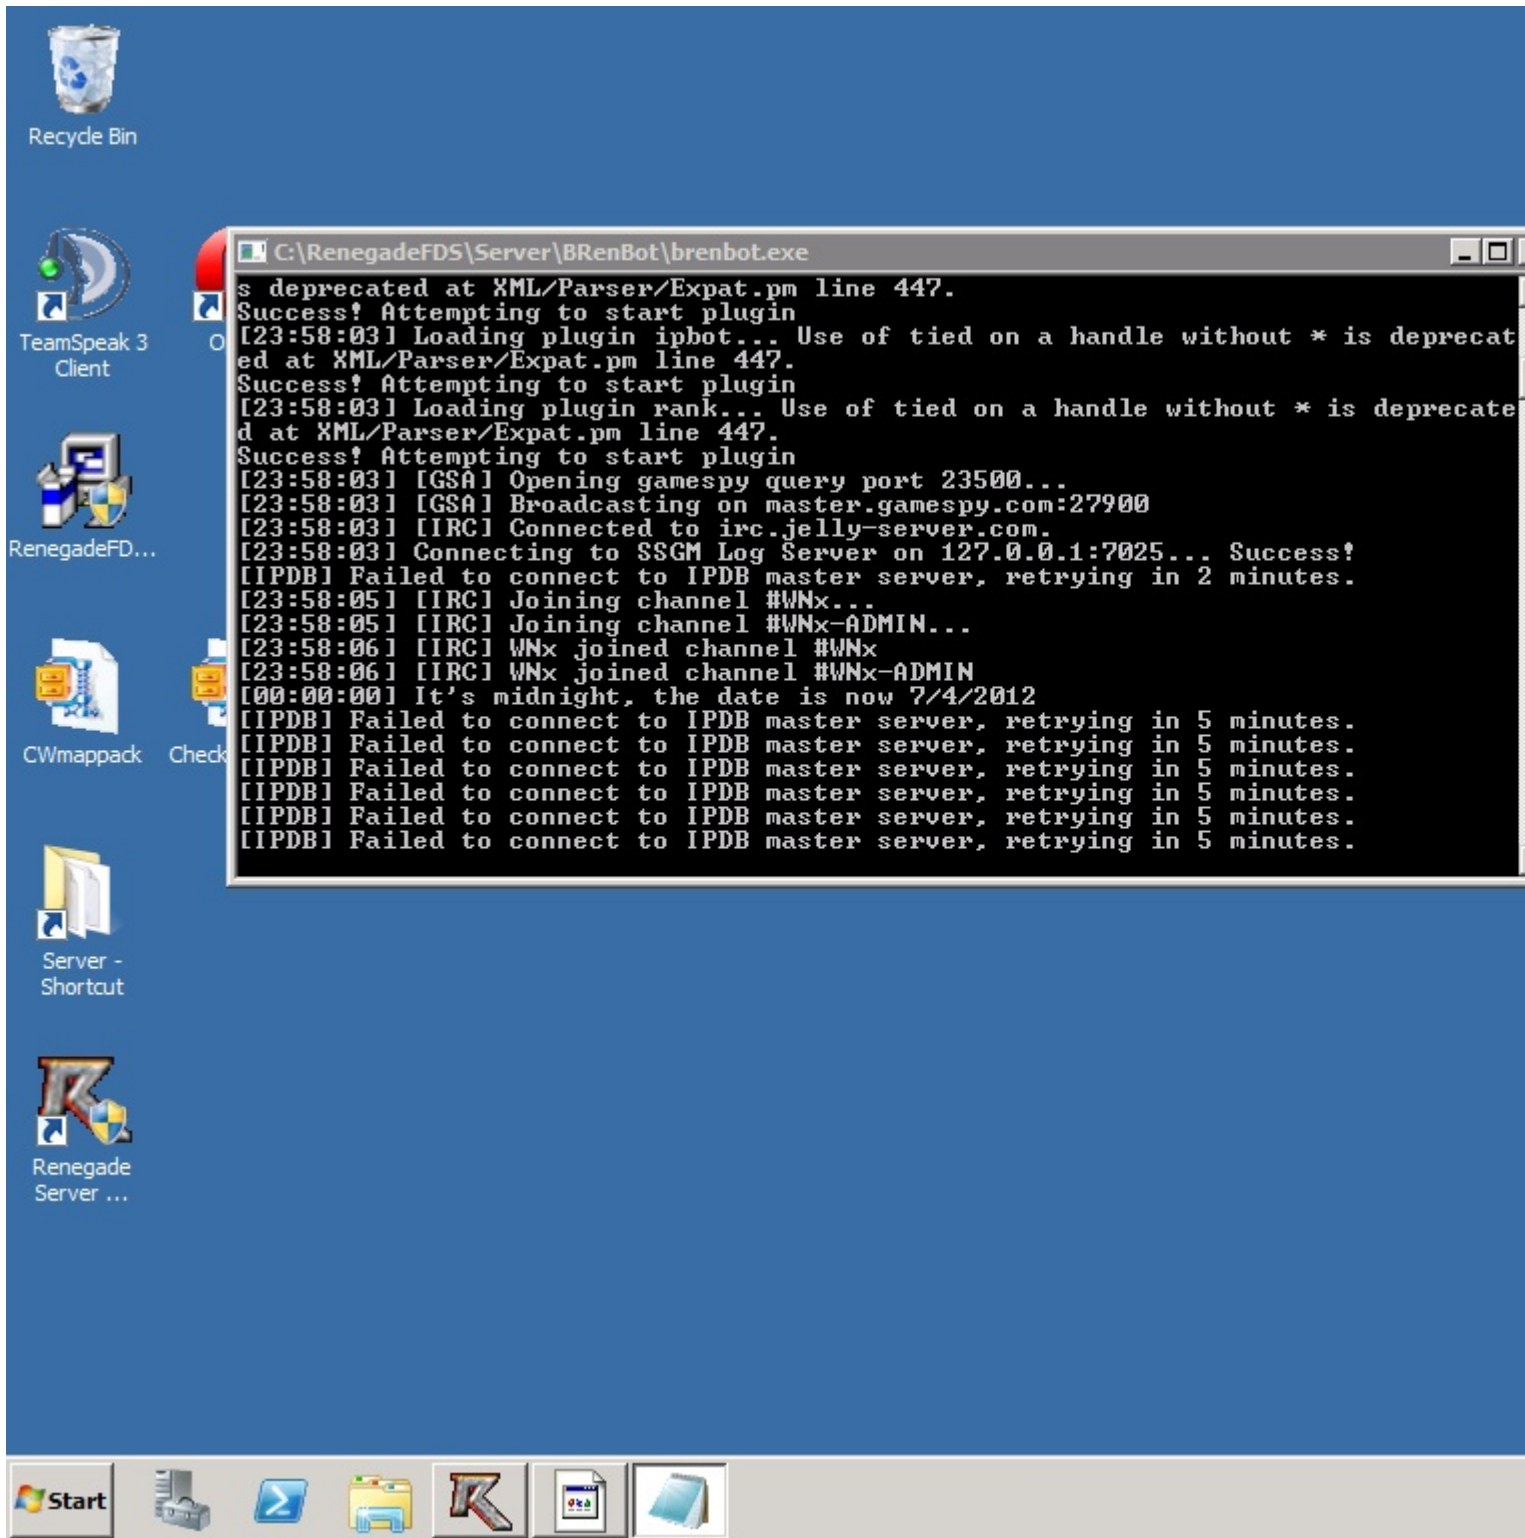 Recycle Bin
TeamSpeak 3
Client
RenegadeFD...
CWmappack
Check
Server -
Shortcut
Renegade
Server ...
C:\RenegadeFDS\Server\BRenBot\brenbot.exe
s deprecated at XML/Parser/Expat.pm line 447.
Success! Attempting to start plugin
[23:58:03] Loading plugin ipbot... Use of tied on a handle without * is deprecat
ed at XML/Parser/Expat.pm line 447.
Success! Attempting to start plugin
[23:58:03] Loading plugin rank... Use of tied on a handle without * is deprecate
d at XML/Parser/Expat.pm line 447.
Success! Attempting to start plugin
[23:58:03] [GSA] Opening gamespy query port 23500...
[23:58:03] [GSA] Broadcasting on master.gamespy.com:27900
[23:58:03] [IRC] Connected to irc.jelly-server.com.
[23:58:03] Connecting to SSGM Log Server on 127.0.0.1:7025... Success!
[IPDB] Failed to connect to IPDB master server, retrying in 2 minutes.
[23:58:05] [IRC] Joining channel #WNx...
[23:58:05] [IRC] Joining channel #WNx-ADMIN...
[23:58:06] [IRC] WNx joined channel #WNx
[23:58:06] [IRC] WNx joined channel #WNx-ADMIN
[00:00:00] It's midnight, the date is now 7/4/2012
[IPDB] Failed to connect to IPDB master server, retrying in 5 minutes.
[IPDB] Failed to connect to IPDB master server, retrying in 5 minutes.
[IPDB] Failed to connect to IPDB master server, retrying in 5 minutes.
[IPDB] Failed to connect to IPDB master server, retrying in 5 minutes.
[IPDB] Failed to connect to IPDB master server, retrying in 5 minutes.
[IPDB] Failed to connect to IPDB master server, retrying in 5 minutes.
Start